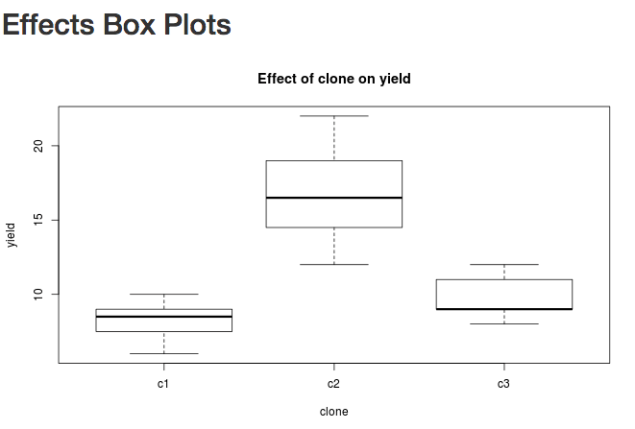 Effects Box Plots
Effect of clone on yield
yield
20
15
10
c1 c2 c3
clone